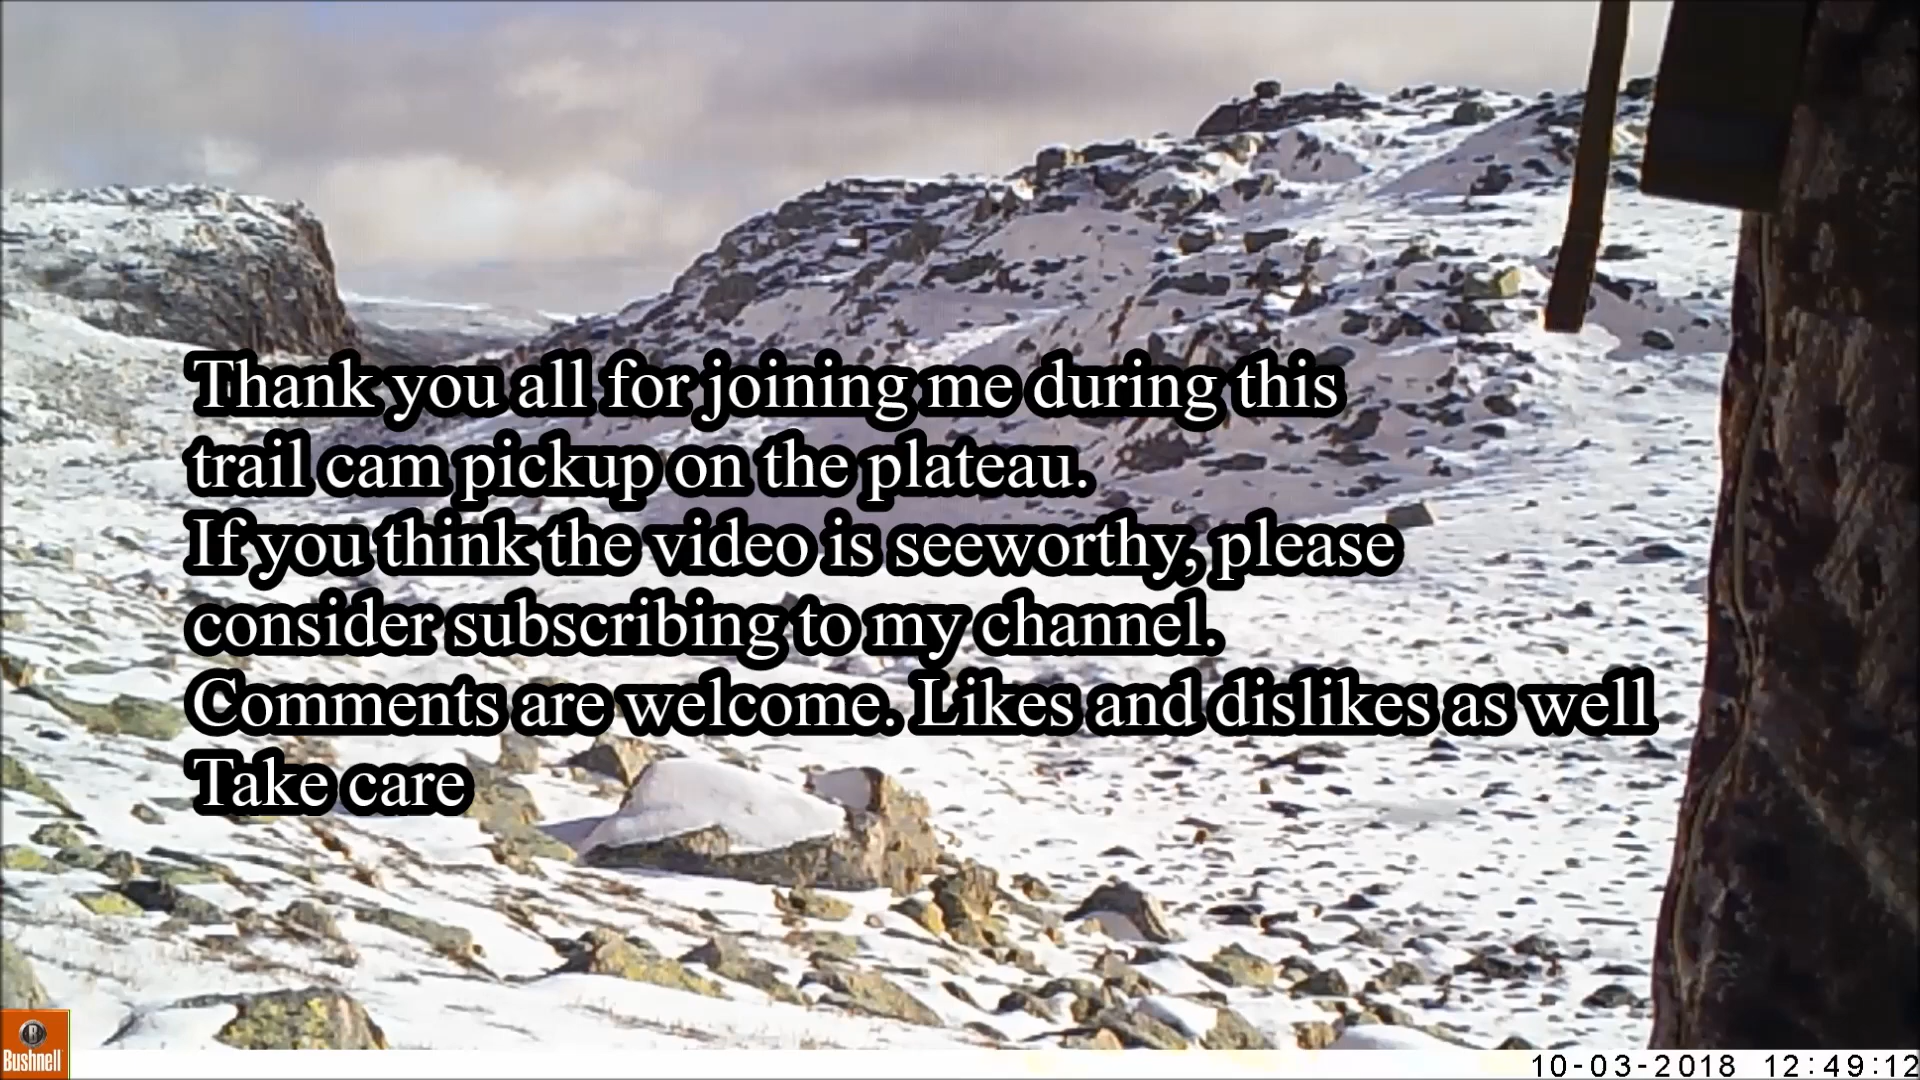 Thank you all for joining me during this
trail cam pickup on the plateau.
If you think the video is seeworthy, please
consider subscribing to my channel.
Comments are welcome. Likes and dislikes as well
Take care
B
Bushnell
10-03-2018 12:49:12